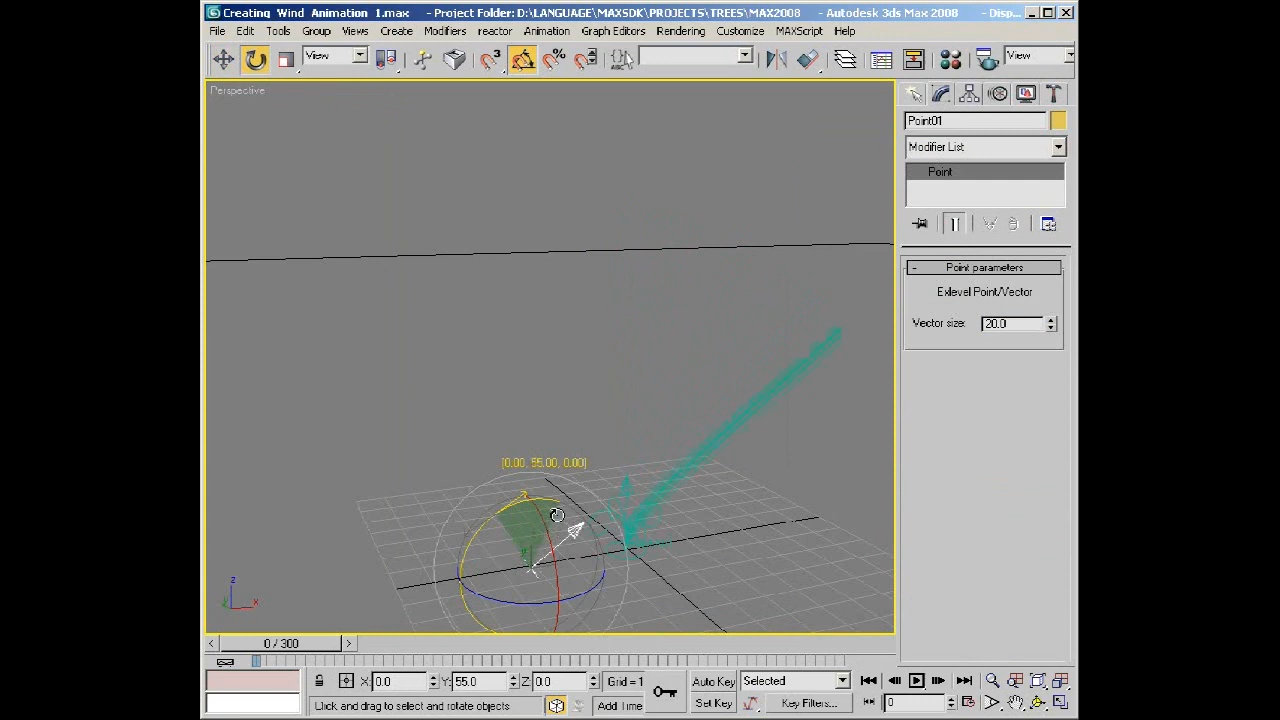 Creating Wind Animation 1.max - Project Folder: D:\LANGUAGE\MAXSDK\PROJECTS\TREES\MAX2008 - Autodesk 3ds Max 2008 - Disp...
File Edit Tools Group Views Create Modifiers reactor Animation Graph Editors Rendering Customize MAXScript Help
View 3 % View
Perspective
Point01
Modifier List
Point
- Point parameters
Exlevel Point/Vector
Vector size: 20.0
[0.00, 55.00, 0.00]
z
y x
< 0 / 300 >
X: 0.0 Y: 55.0 Z: 0.0 Grid = 1 Auto Key Selected
Click and drag to select and rotate objects Add Time Set Key Key Filters... 0